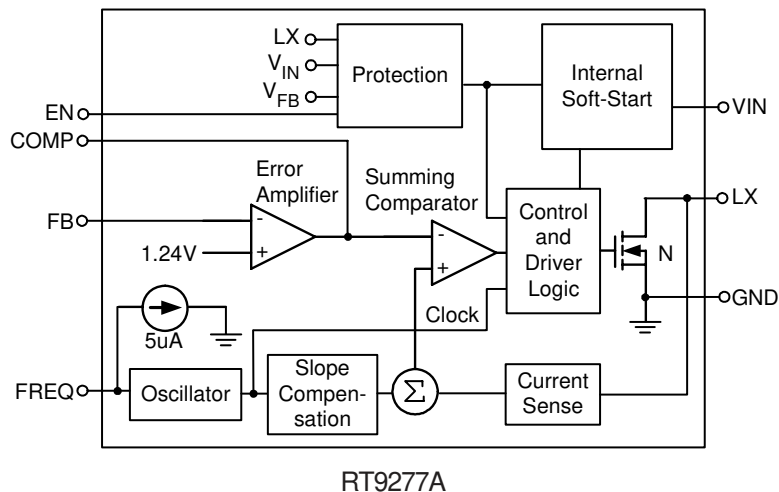 LX
VIN
VFB
Protection
Internal
Soft-Start
EN
VIN
COMP
Error
Amplifier
Summing
Comparator
LX
FB
-
+
1.24V
-
+
Control
and
Driver
Logic
N
GND
5uA
Clock
FREQ
Oscillator
Slope
Compen-
sation
Σ
Current
Sense
RT9277A